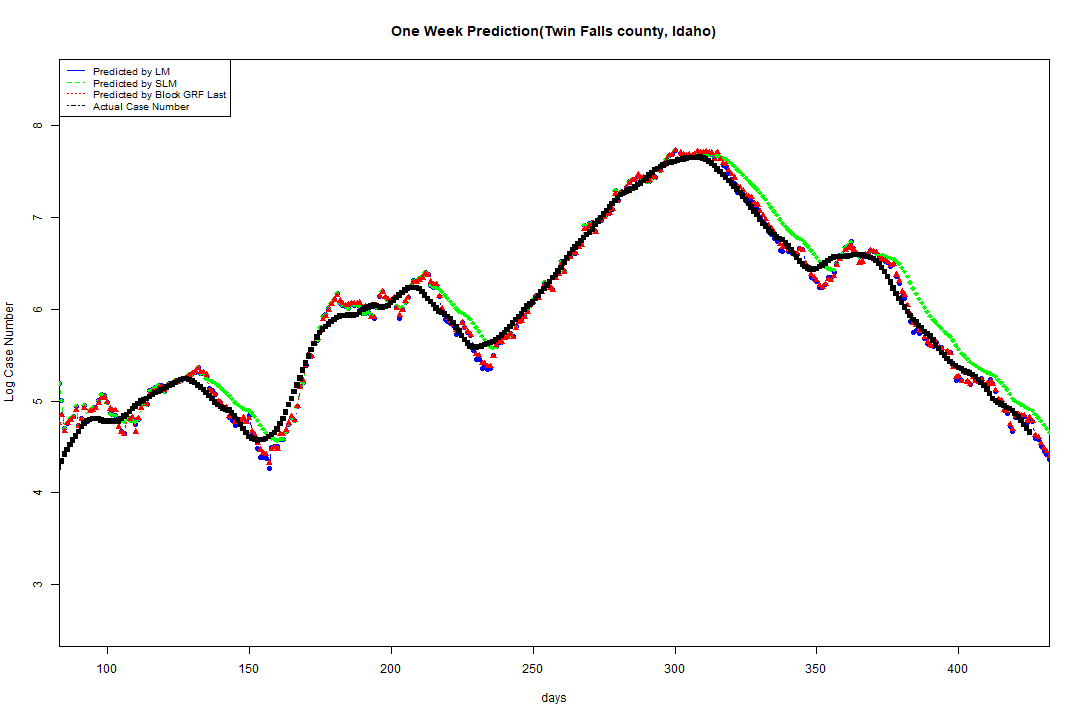 One Week Prediction(Twin Falls county, Idaho)
Predicted by LM
Predicted by SLM
Predicted by Block GRF Last
Actual Case Number
8
7
6
5
4
3
Log Case Number
100 150 200 250 300 350 400
days